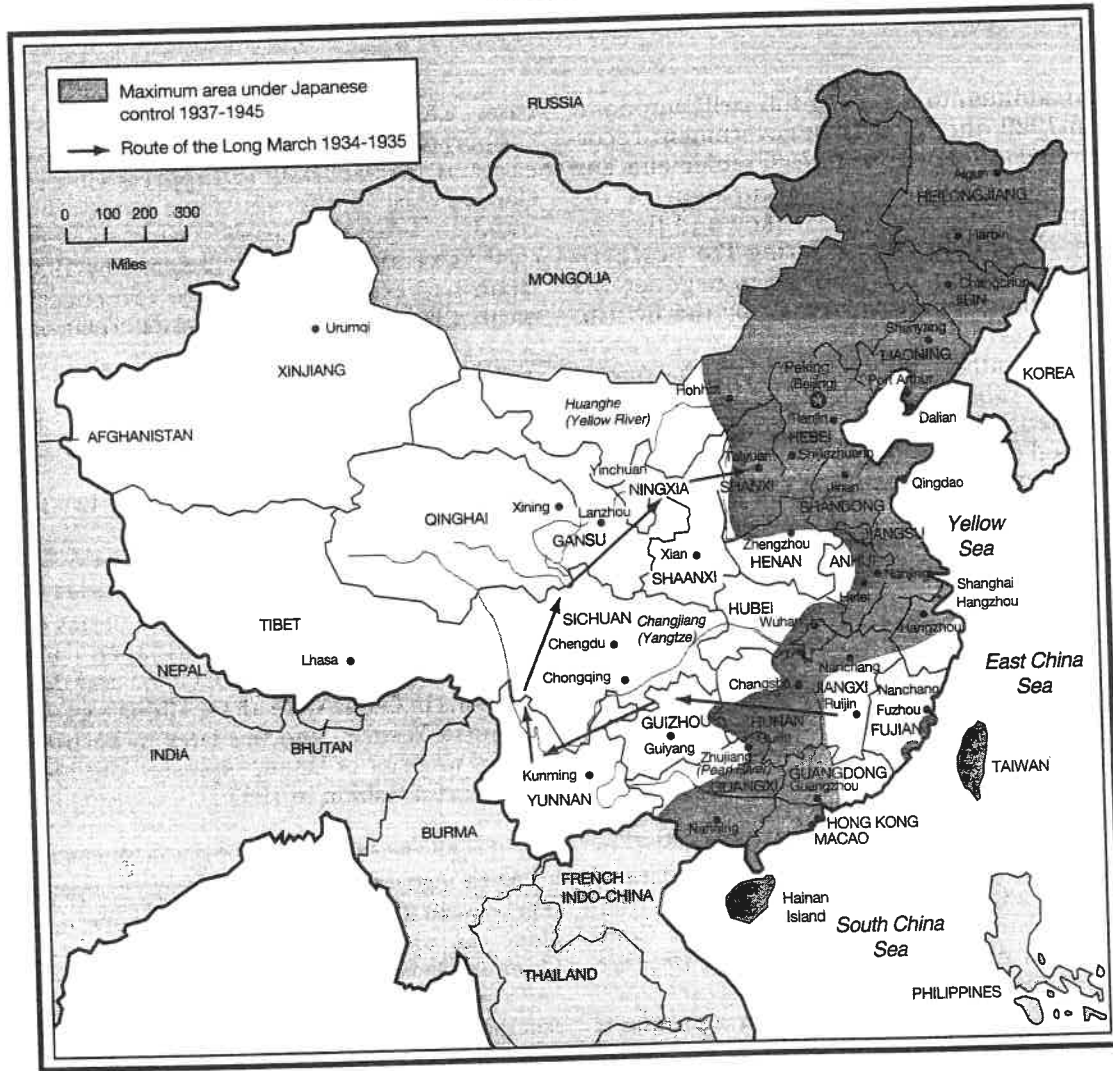 Maximum area under Japanese
control 1937-1945
Route of the Long March 1934-1935
0 100 200 300
Miles
RUSSIA
MONGOLIA
Aigun
HEILONGJIANG
Harbin
Changchun
JILIN
Shenyang
LIAONING
Port Arthur
KOREA
Dalian
Urumqi
XINJIANG
AFGHANISTAN
Huanghe
(Yellow River)
Hohhot
Peking
(Beijing)
Tianjin
HEBEI
Taiyuan
Shijiazhuang
SHANXI
Jinan
SHANDONG
Qingdao
Yinchuan
NINGXIA
QINGHAI
Xining
Lanzhou
GANSU
Xian
SHAANXI
Zhengzhou
HENAN
JIANGSU
ANHUI
Nanjing
Hefei
Yellow
Sea
Shanghai
Hangzhou
Hangzhou
HUBEI
Wuhan
SICHUAN
Changjiang
(Yangtze)
Chengdu
Chongqing
TIBET
Lhasa
NEPAL
BHUTAN
INDIA
Nanchang
Changsha
JIANGXI
Ruijin
Nanchang
Fuzhou
FUJIAN
East China
Sea
HUNAN
GUIZHOU
Guiyang
Zhujiang
(Pearl River)
GUANGXI
GUANGDONG
Guangzhou
TAIWAN
Kunming
YUNNAN
Nanning
HONG KONG
MACAO
BURMA
FRENCH
INDO-CHINA
Hainan
Island
South China
Sea
THAILAND
PHILIPPINES